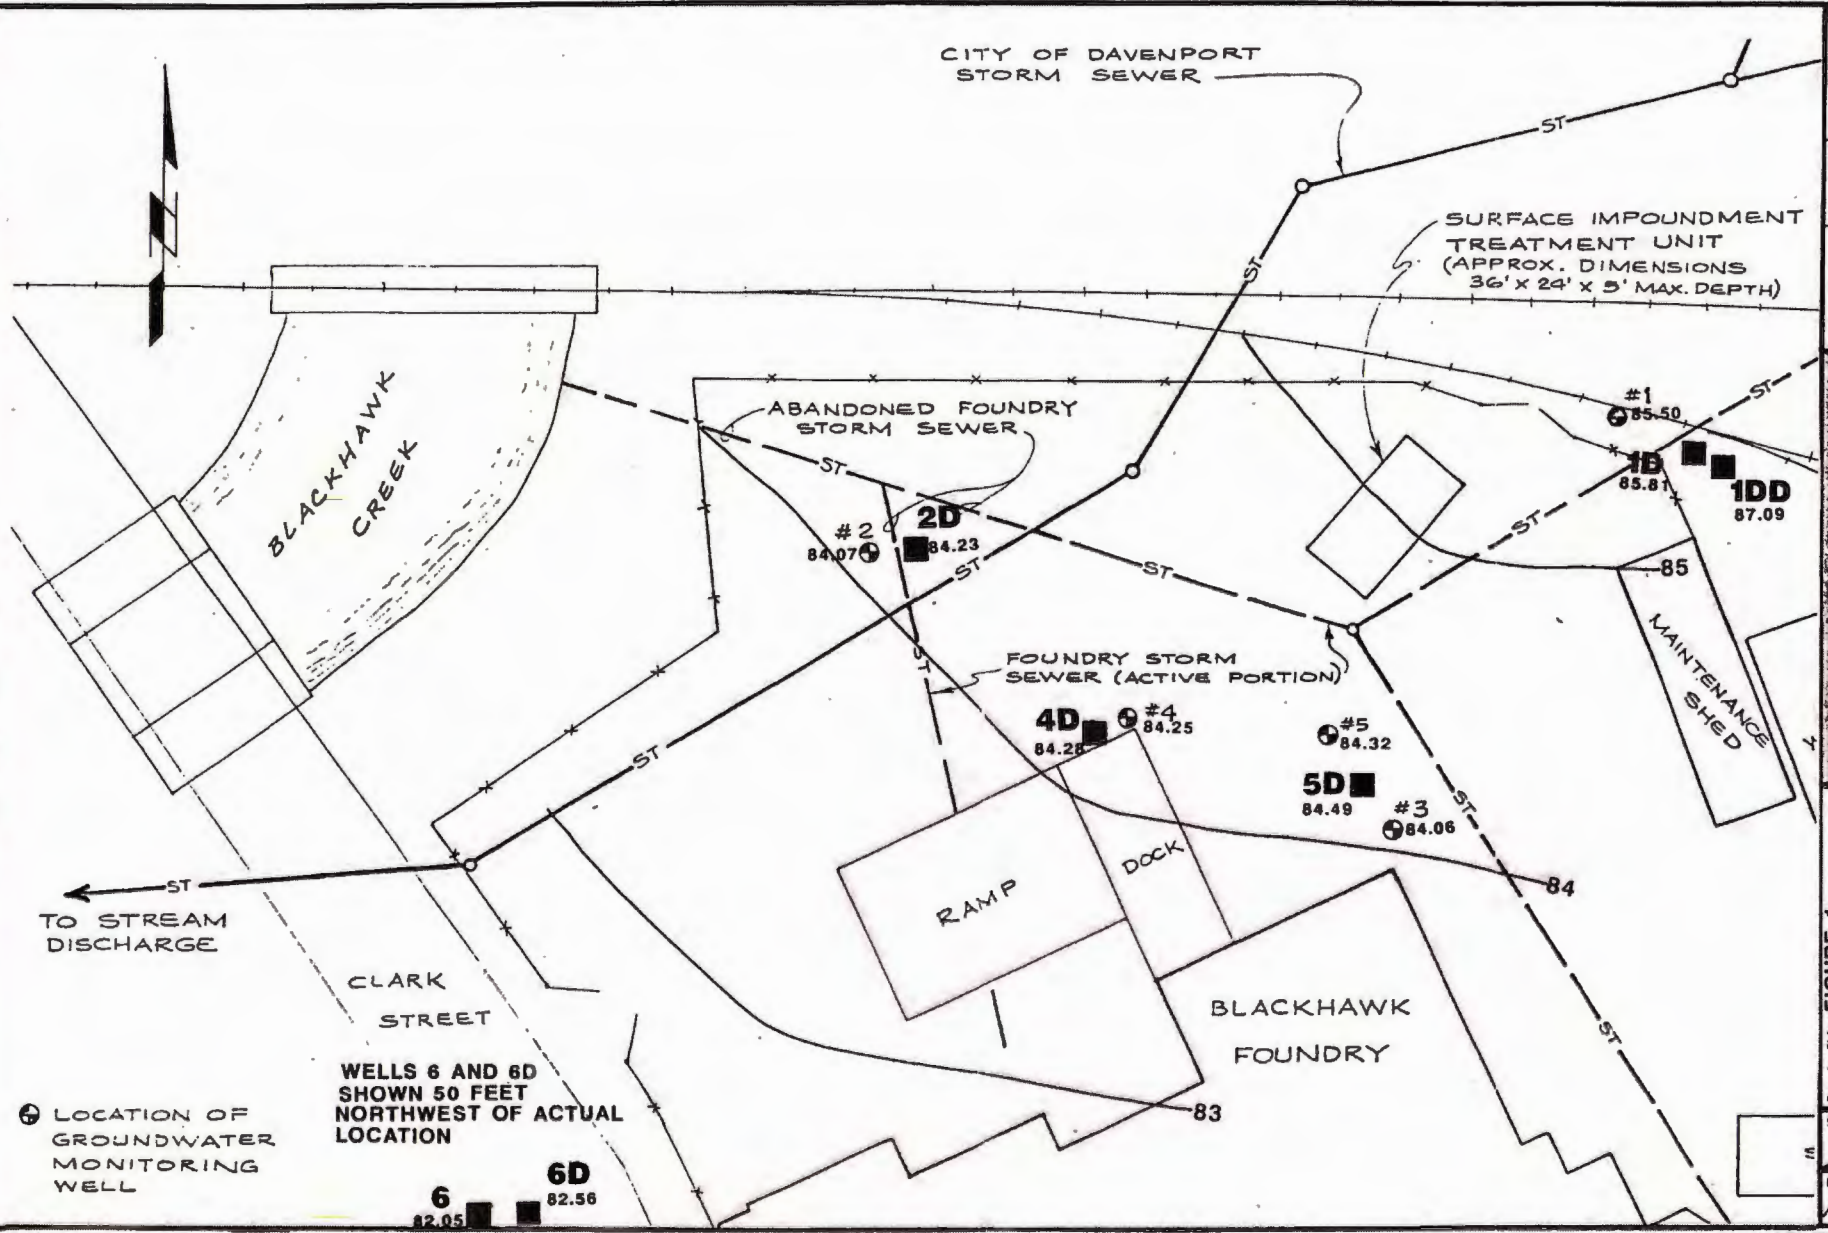 CITY OF DAVENPORT
STORM SEWER
ST
SURFACE IMPOUNDMENT
TREATMENT UNIT
(APPROX. DIMENSIONS
36' X 24' X 5' MAX. DEPTH)
ST
BLACKHAWK
CREEK
ABANDONED FOUNDRY
STORM SEWER
ST
#1
85.50
ST
1D
85.81
1DD
87.09
ST
#2
84.07
2D
84.23
ST
ST
85
ST
FOUNDRY STORM
SEWER (ACTIVE PORTION)
MAINTENANCE
SHED
4D
84.28
#4
84.25
#5
84.32
5D
84.49
#3
84.06
ST
ST
DOCK
RAMP
84
ST
TO STREAM
DISCHARGE
CLARK
STREET
BLACKHAWK
FOUNDRY
ST
83
WELLS 6 AND 6D
SHOWN 50 FEET
NORTHWEST OF ACTUAL
LOCATION
LOCATION OF
GROUNDWATER
MONITORING
WELL
6
82.05
6D
82.56